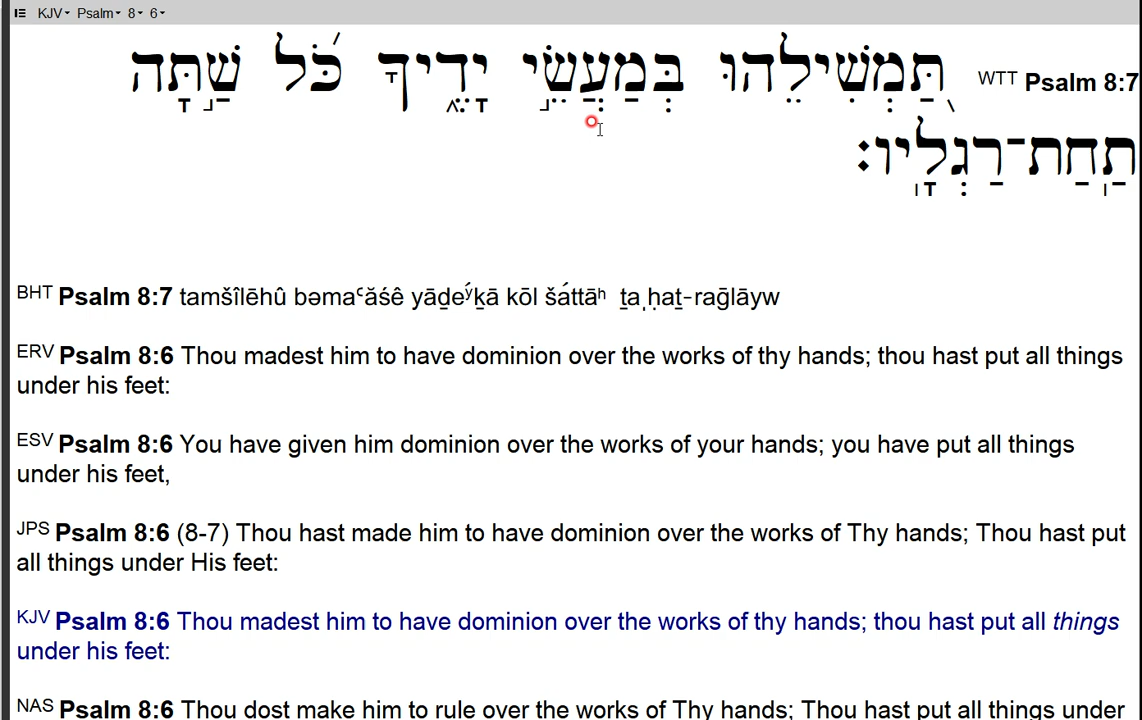 KJV Psalm 8 6
WTT Psalm 8:7 תַּ֭מְשִׁילֵהוּ בְּמַעֲשֵׂ֣י יָדֶ֑יךָ כֹּ֝ל שַׁ֣תָּה
תַֽחַת־רַגְלָֽיו׃
BHT Psalm 8:7 tamšîlēhû bəmaʿăśê yāḏeʸ́ḵā kōl šáttāʰ ṯaˌḥaṯ-raḡlāyw
ERV Psalm 8:6 Thou madest him to have dominion over the works of thy hands; thou hast put all things
under his feet:
ESV Psalm 8:6 You have given him dominion over the works of your hands; you have put all things
under his feet,
JPS Psalm 8:6 (8-7) Thou hast made him to have dominion over the works of Thy hands; Thou hast put
all things under His feet:
KJV Psalm 8:6 Thou madest him to have dominion over the works of thy hands; thou hast put all things
under his feet:
NAS Psalm 8:6 Thou dost make him to rule over the works of Thy hands; Thou hast put all things under